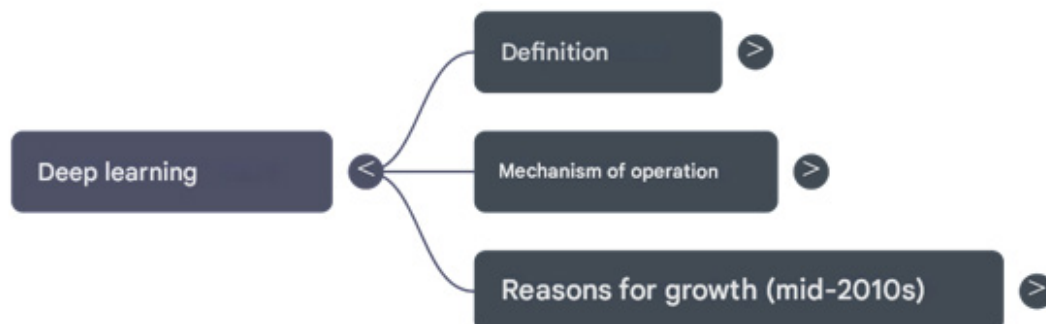 Definition
>
Deep learning
<
Mechanism of operation
>
Reasons for growth (mid-2010s)
>